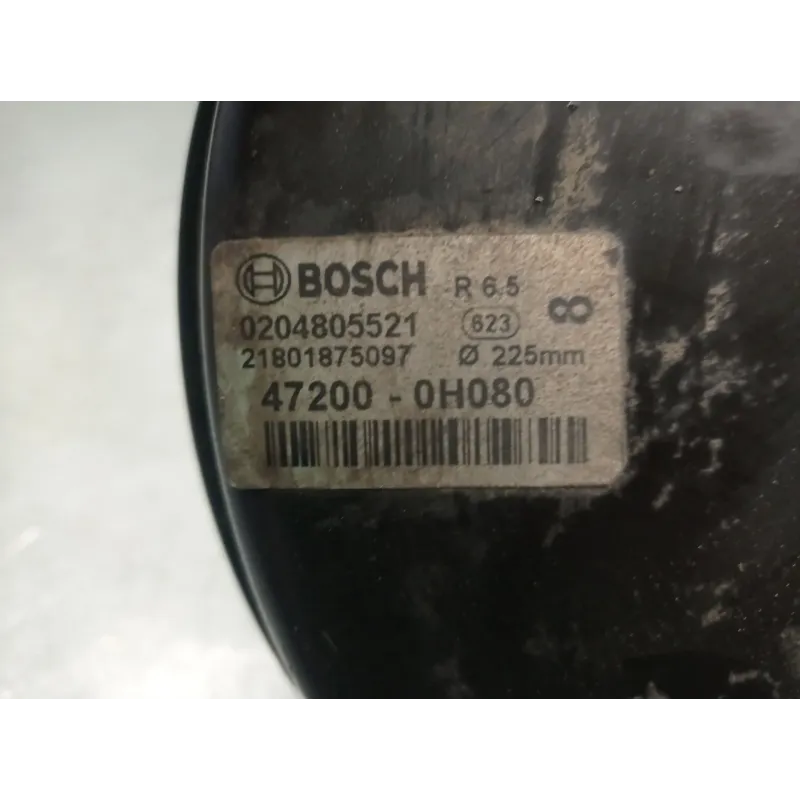 BOSCH R 6.5 8
0204805521 623
21801875097 Ø 225mm
47200 - 0H080